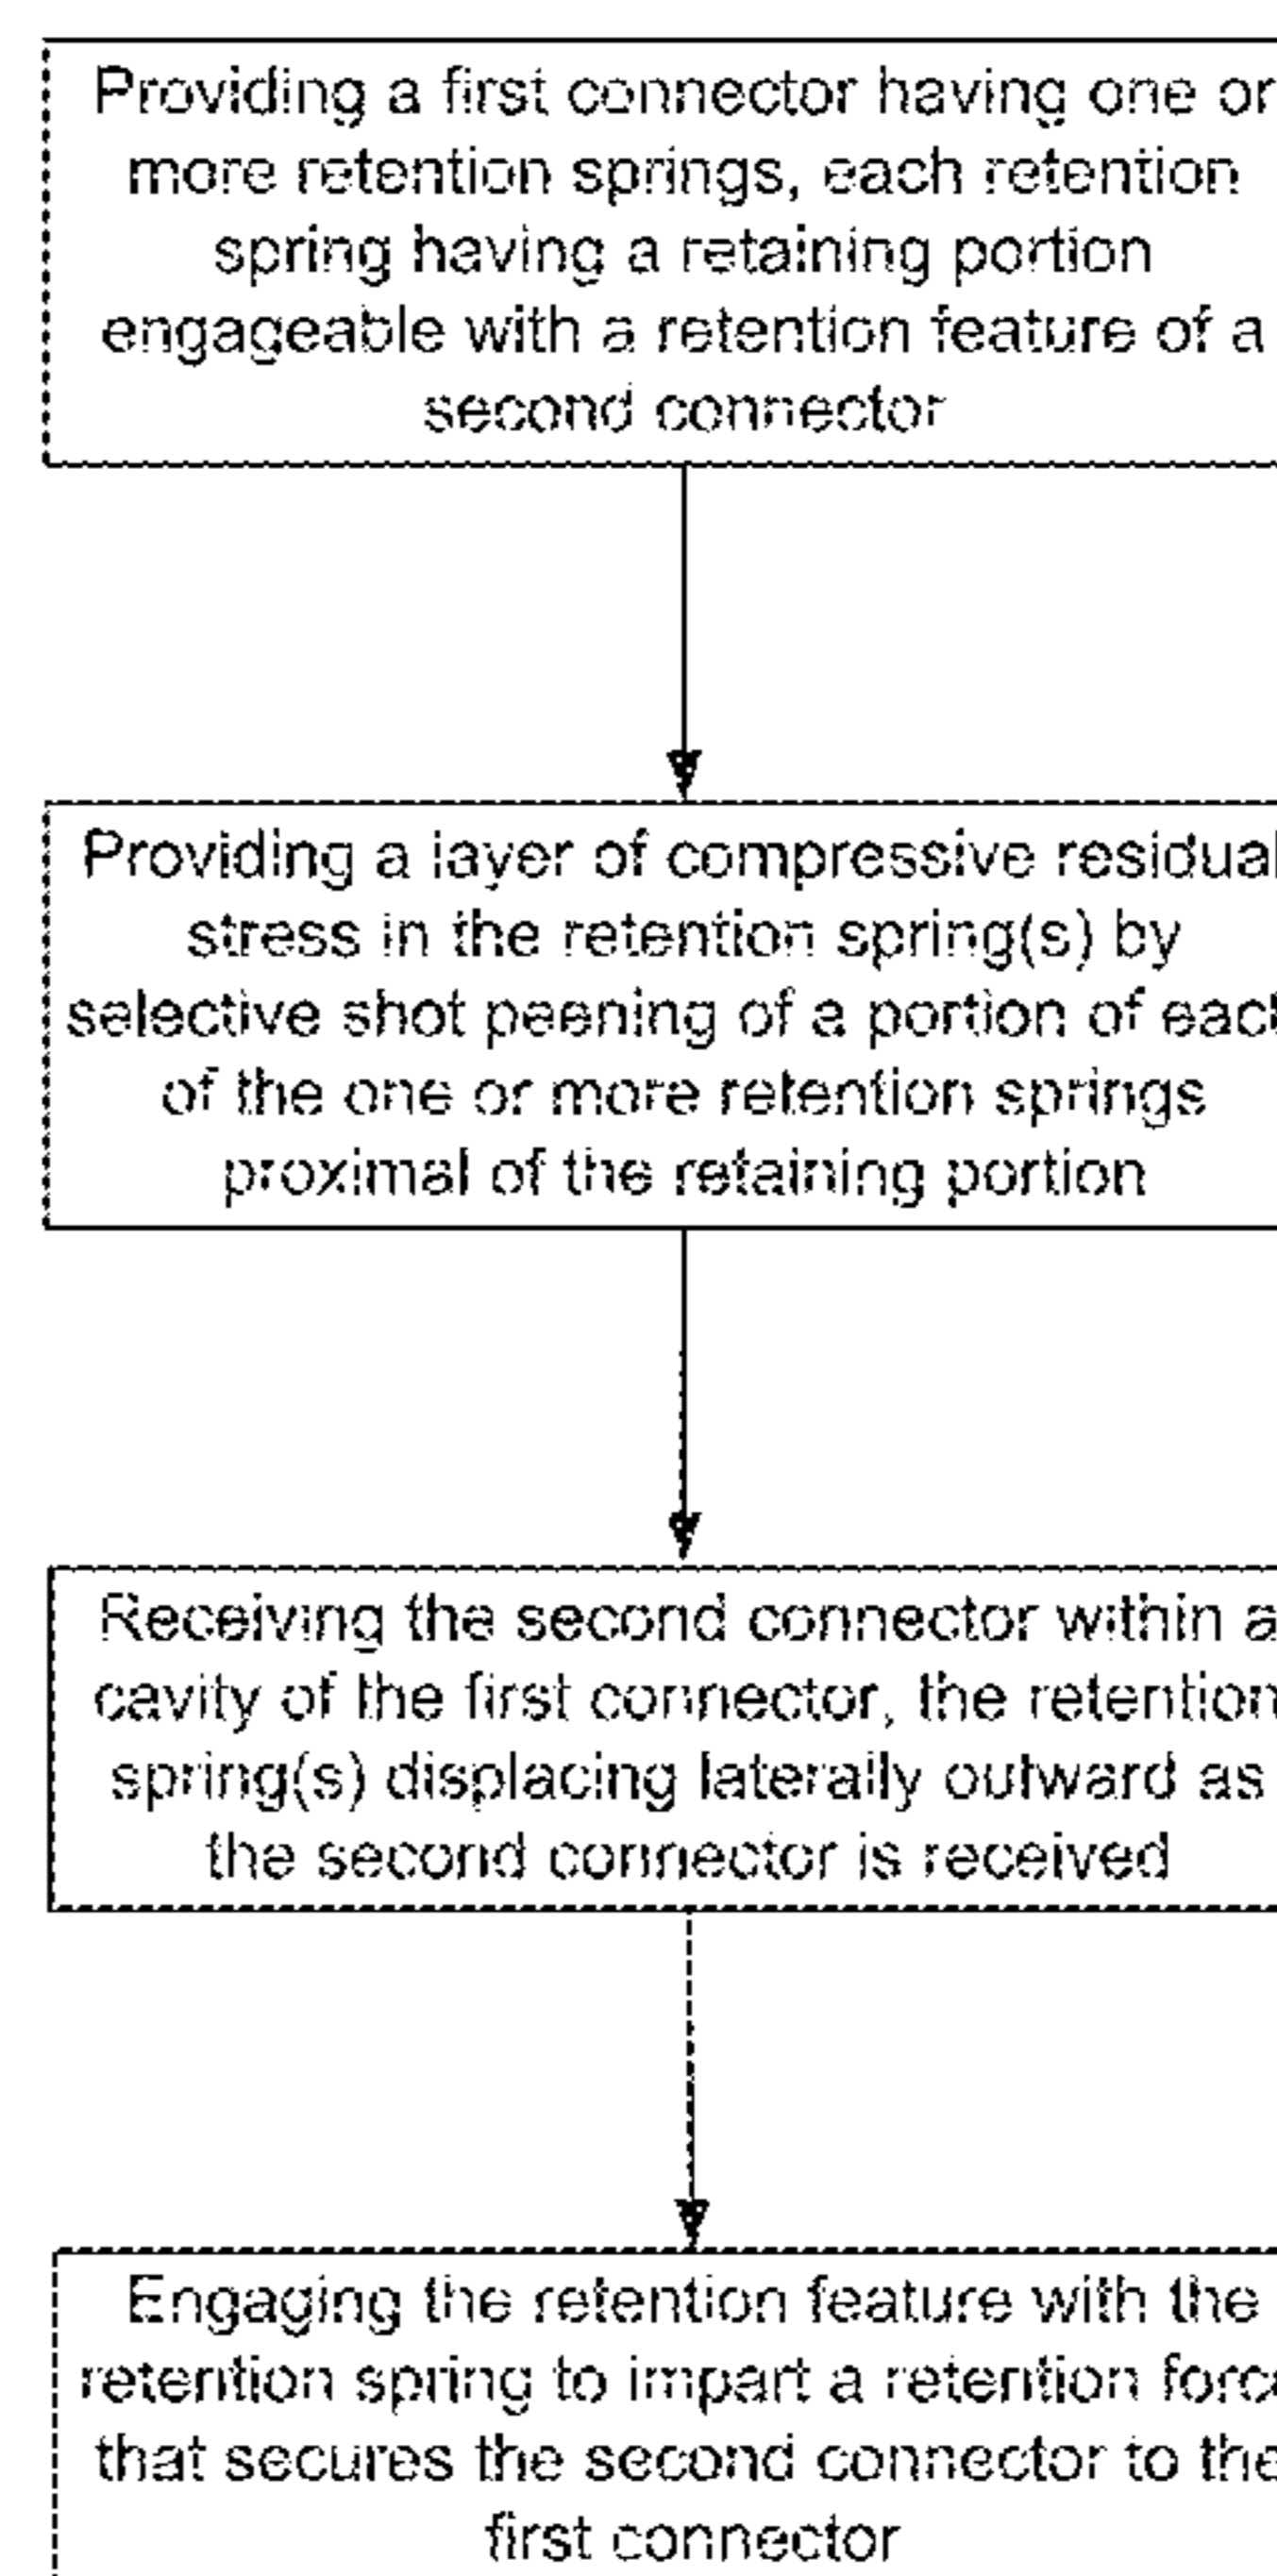 Providing a first connector having one or
more retention springs, each retention
spring having a retaining portion
engageable with a retention feature of a
second connector
Providing a layer of compressive residual
stress in the retention spring(s) by
selective shot peening of a portion of each
of the one or more retention springs
proximal of the retaining portion
Receiving the second connector within a
cavity of the first connector, the retention
spring(s) displacing laterally outward as
the second connector is received
Engaging the retention feature with the
retention spring to impart a retention force
that secures the second connector to the
first connector